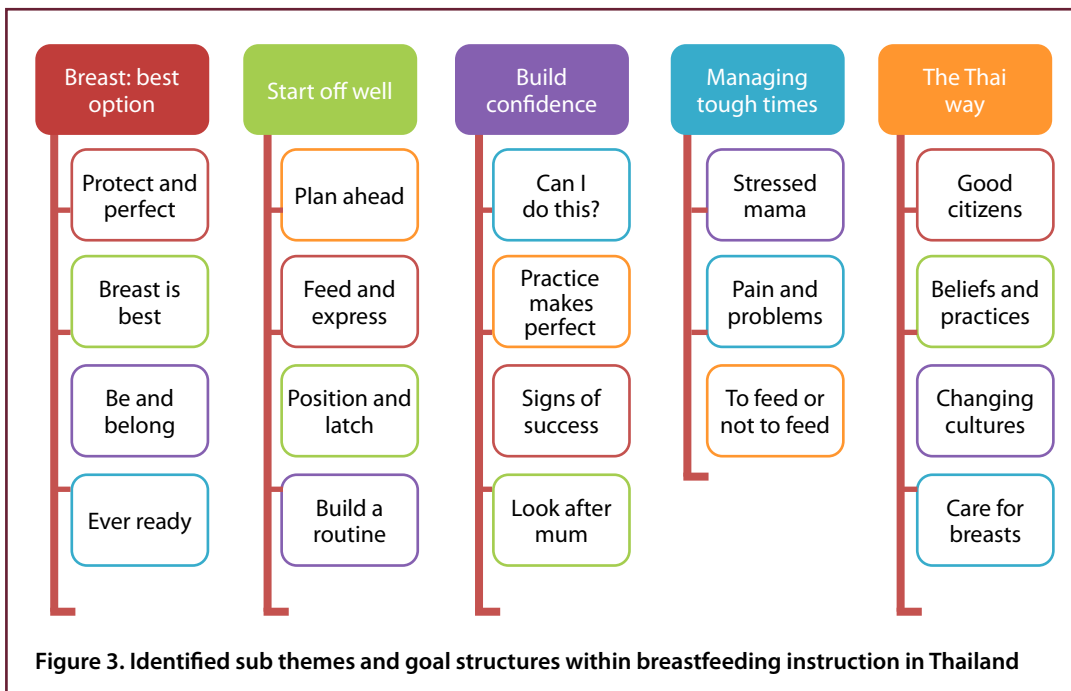 Breast: best
option
Protect and
perfect
Breast is
best
Be and
belong
Ever ready
Start off well
Plan ahead
Feed and
express
Position and
latch
Build a
routine
Build
confidence
Can I
do this?
Practice
makes
perfect
Signs of
success
Look after
mum
Managing
tough times
Stressed
mama
Pain and
problems
To feed or
not to feed
The Thai
way
Good
citizens
Beliefs and
practices
Changing
cultures
Care for
breasts
Figure 3. Identified sub themes and goal structures within breastfeeding instruction in Thailand